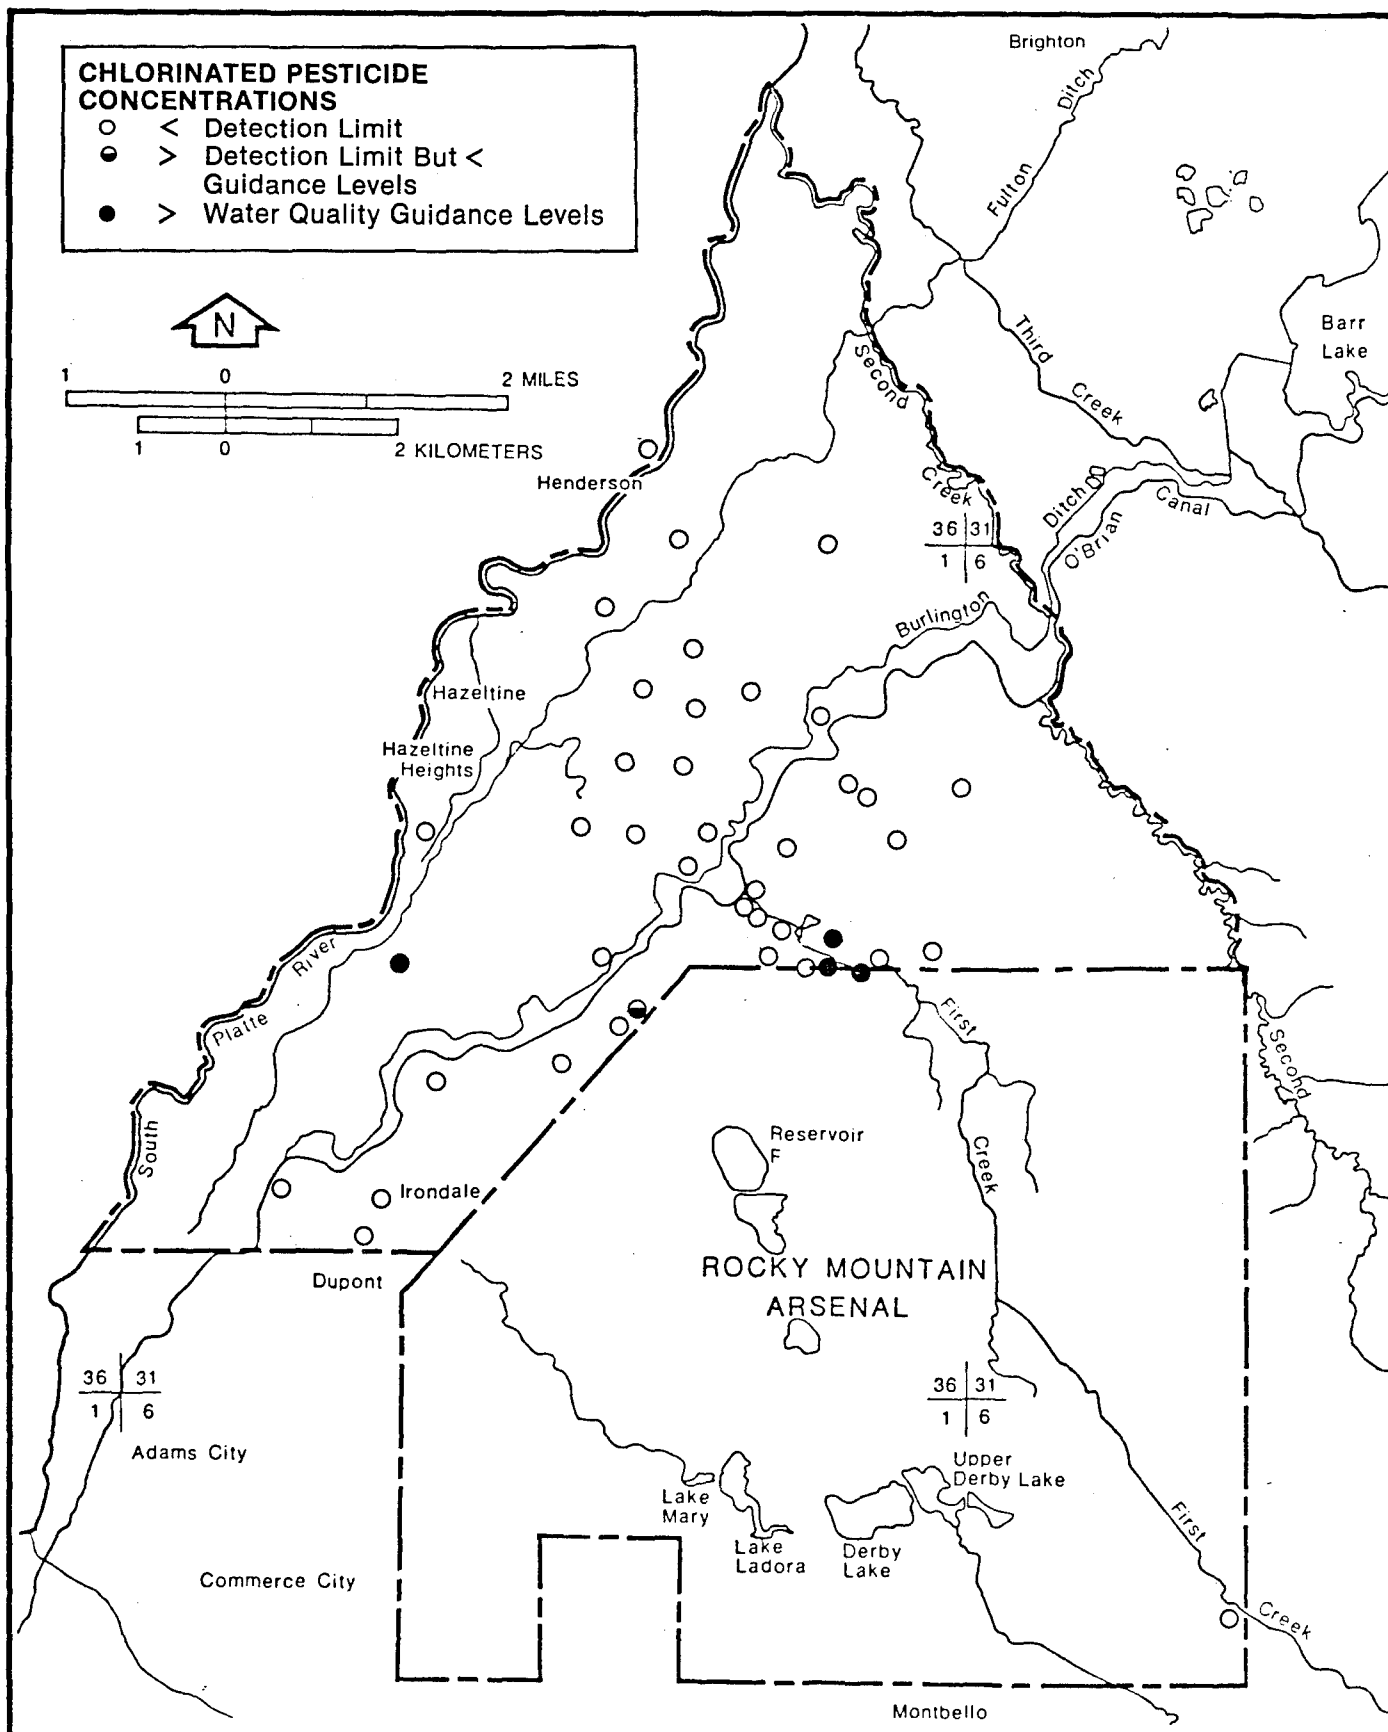 CHLORINATED PESTICIDE
CONCENTRATIONS
< Detection Limit
> Detection Limit But <
Guidance Levels
> Water Quality Guidance Levels
N
1 0 2 MILES
1 0 2 KILOMETERS
Brighton
Fulton Ditch
Barr
Lake
Third Creek
Second Creek
Henderson
36 31
1 6
Ditch
O'Brian Canal
Burlington
Hazeltine
Hazeltine
Heights
South Platte River
First Creek
Second
Reservoir
F
Irondale
ROCKY MOUNTAIN
ARSENAL
Dupont
36 31
1 6
36 31
1 6
Adams City
Upper
Derby Lake
Lake
Mary
Lake
Ladora
Derby
Lake
First Creek
Commerce City
Montbello